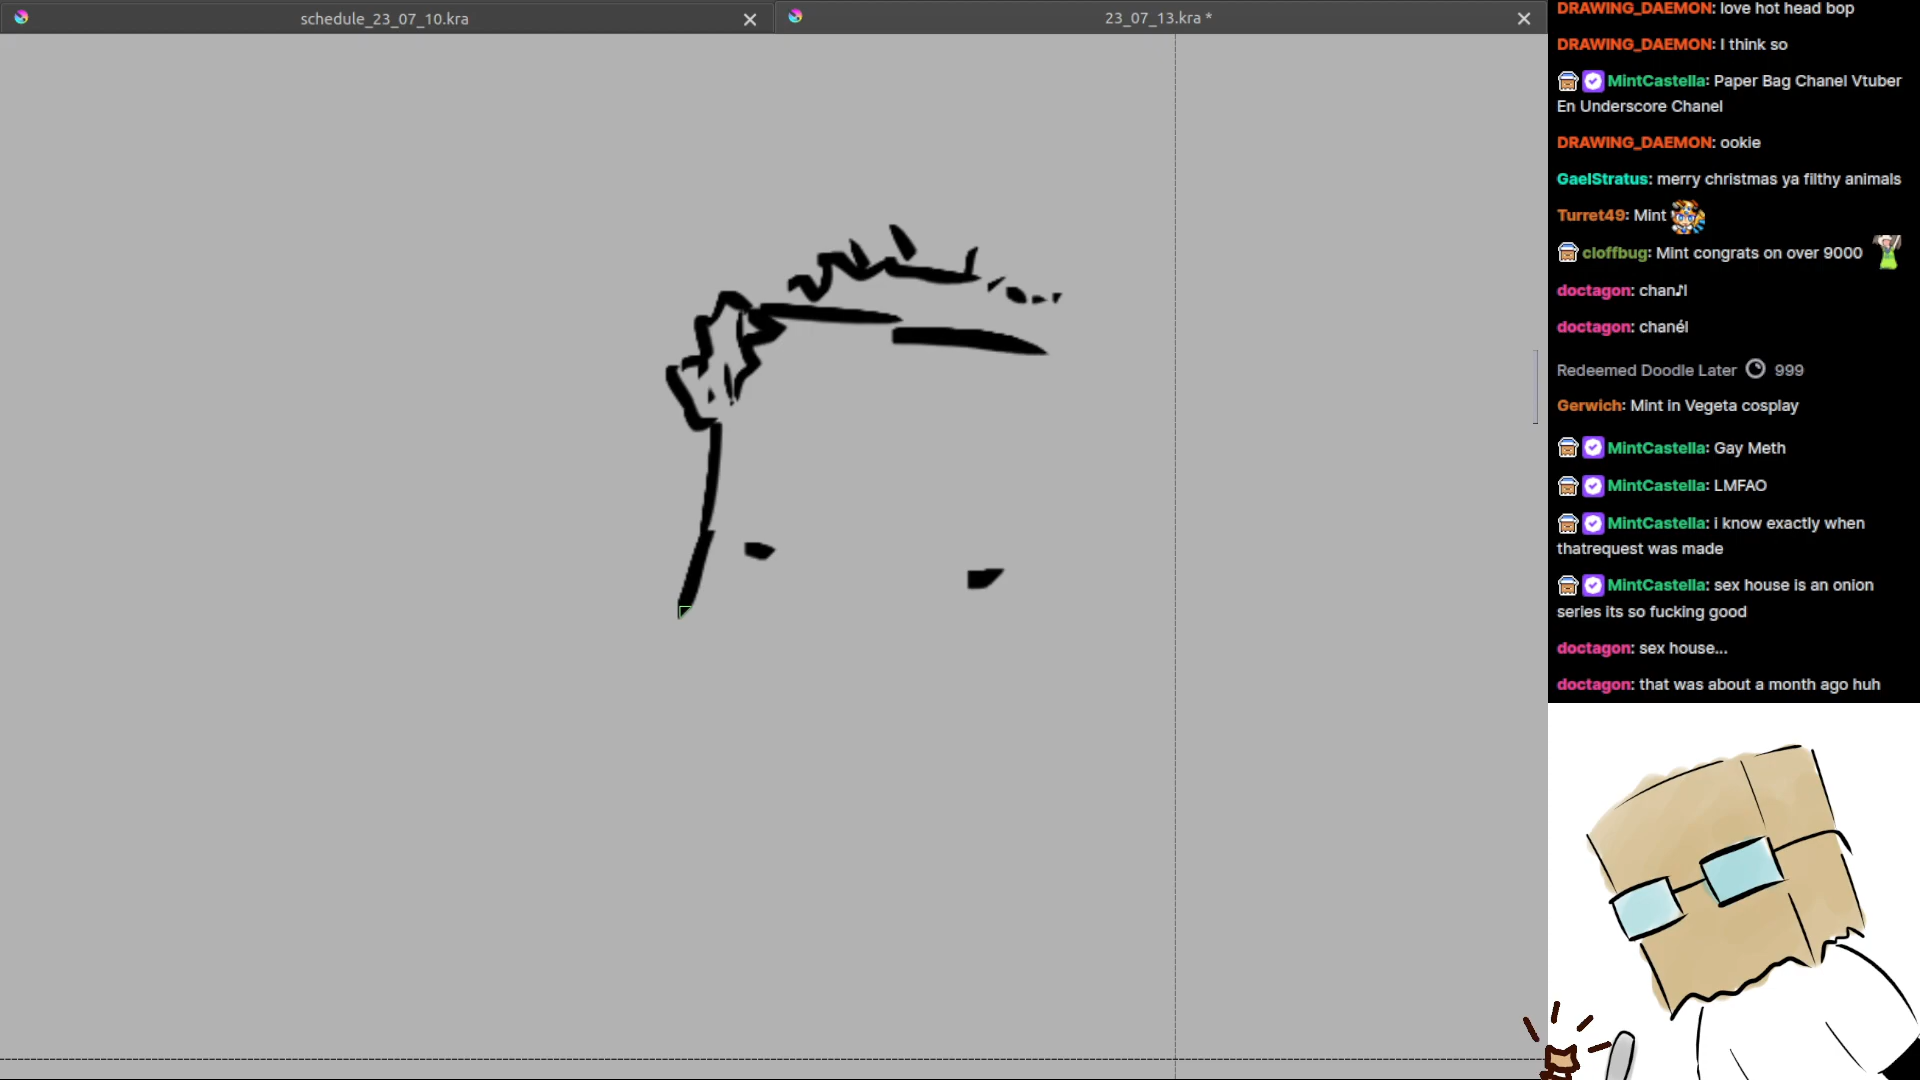 schedule_23_07_10.kra
23_07_13.kra *
DRAWING_DAEMON: love hot head bop
DRAWING_DAEMON: I think so
MintCastella: Paper Bag Chanel Vtuber
En Underscore Chanel
DRAWING_DAEMON: ookie
GaelStratus: merry christmas ya filthy animals
Turret49: Mint
cloffbug: Mint congrats on over 9000
doctagon: chan♪l
doctagon: chanél
Redeemed Doodle Later 999
Gerwich: Mint in Vegeta cosplay
MintCastella: Gay Meth
MintCastella: LMFAO
MintCastella: i know exactly when
thatrequest was made
MintCastella: sex house is an onion
series its so fucking good
doctagon: sex house...
doctagon: that was about a month ago huh